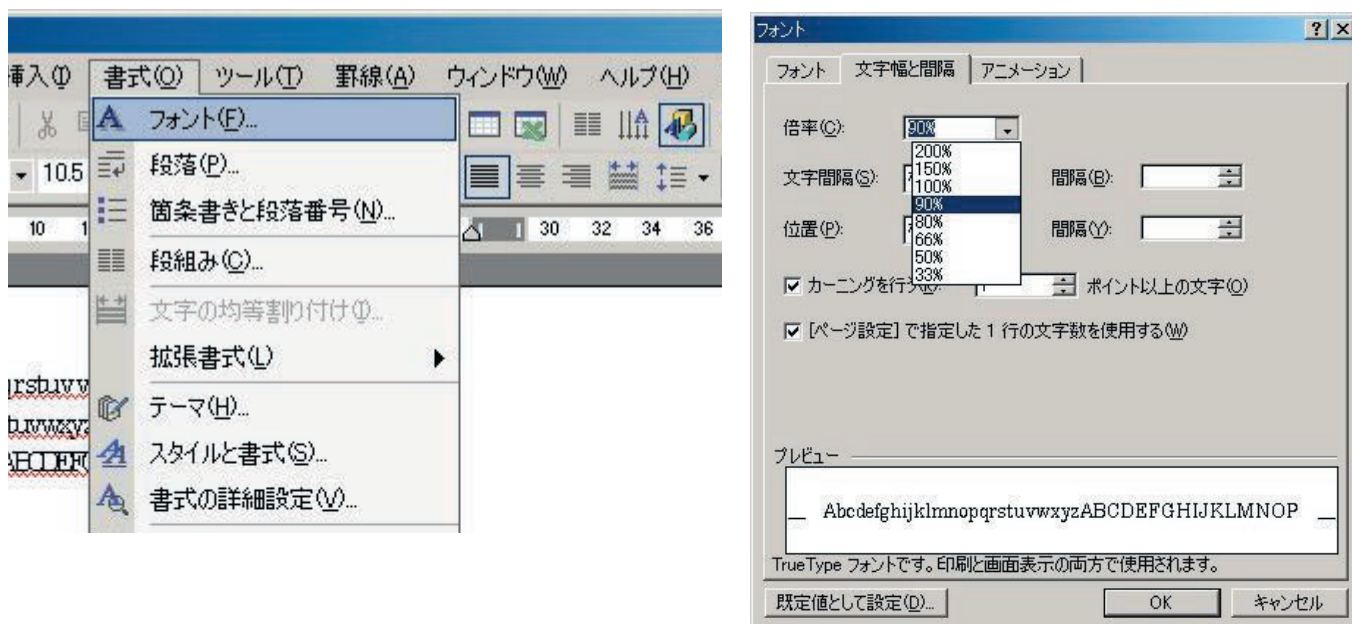 挿入(I) 書式(O) ツール(T) 罫線(A) ウィンドウ(W) ヘルプ(H)
フォント(F)...
10.5
段落(P)...
箇条書きと段落番号(N)...
10 30 32 34 36
段組み(C)...
文字の均等割り付け(I)...
拡張書式(L)
テーマ(H)...
スタイルと書式(S)...
書式の詳細設定(V)...
フォント
フォント 文字幅と間隔 アニメーション
倍率(C): 90%
200%
150%
100%
90%
80%
66%
50%
33%
文字間隔(S): 間隔(B):
位置(P): 間隔(Y):
カーニングを行う ポイント以上の文字(O)
[ページ設定] で指定した 1 行の文字数を使用する(W)
プレビュー
AbcdefghijklmnopqrstuvwxyzABCDEFGHIJKLMNOP
TrueType フォントです。印刷と画面表示の両方で使用されます。
既定値として設定(D)... OK キャンセル